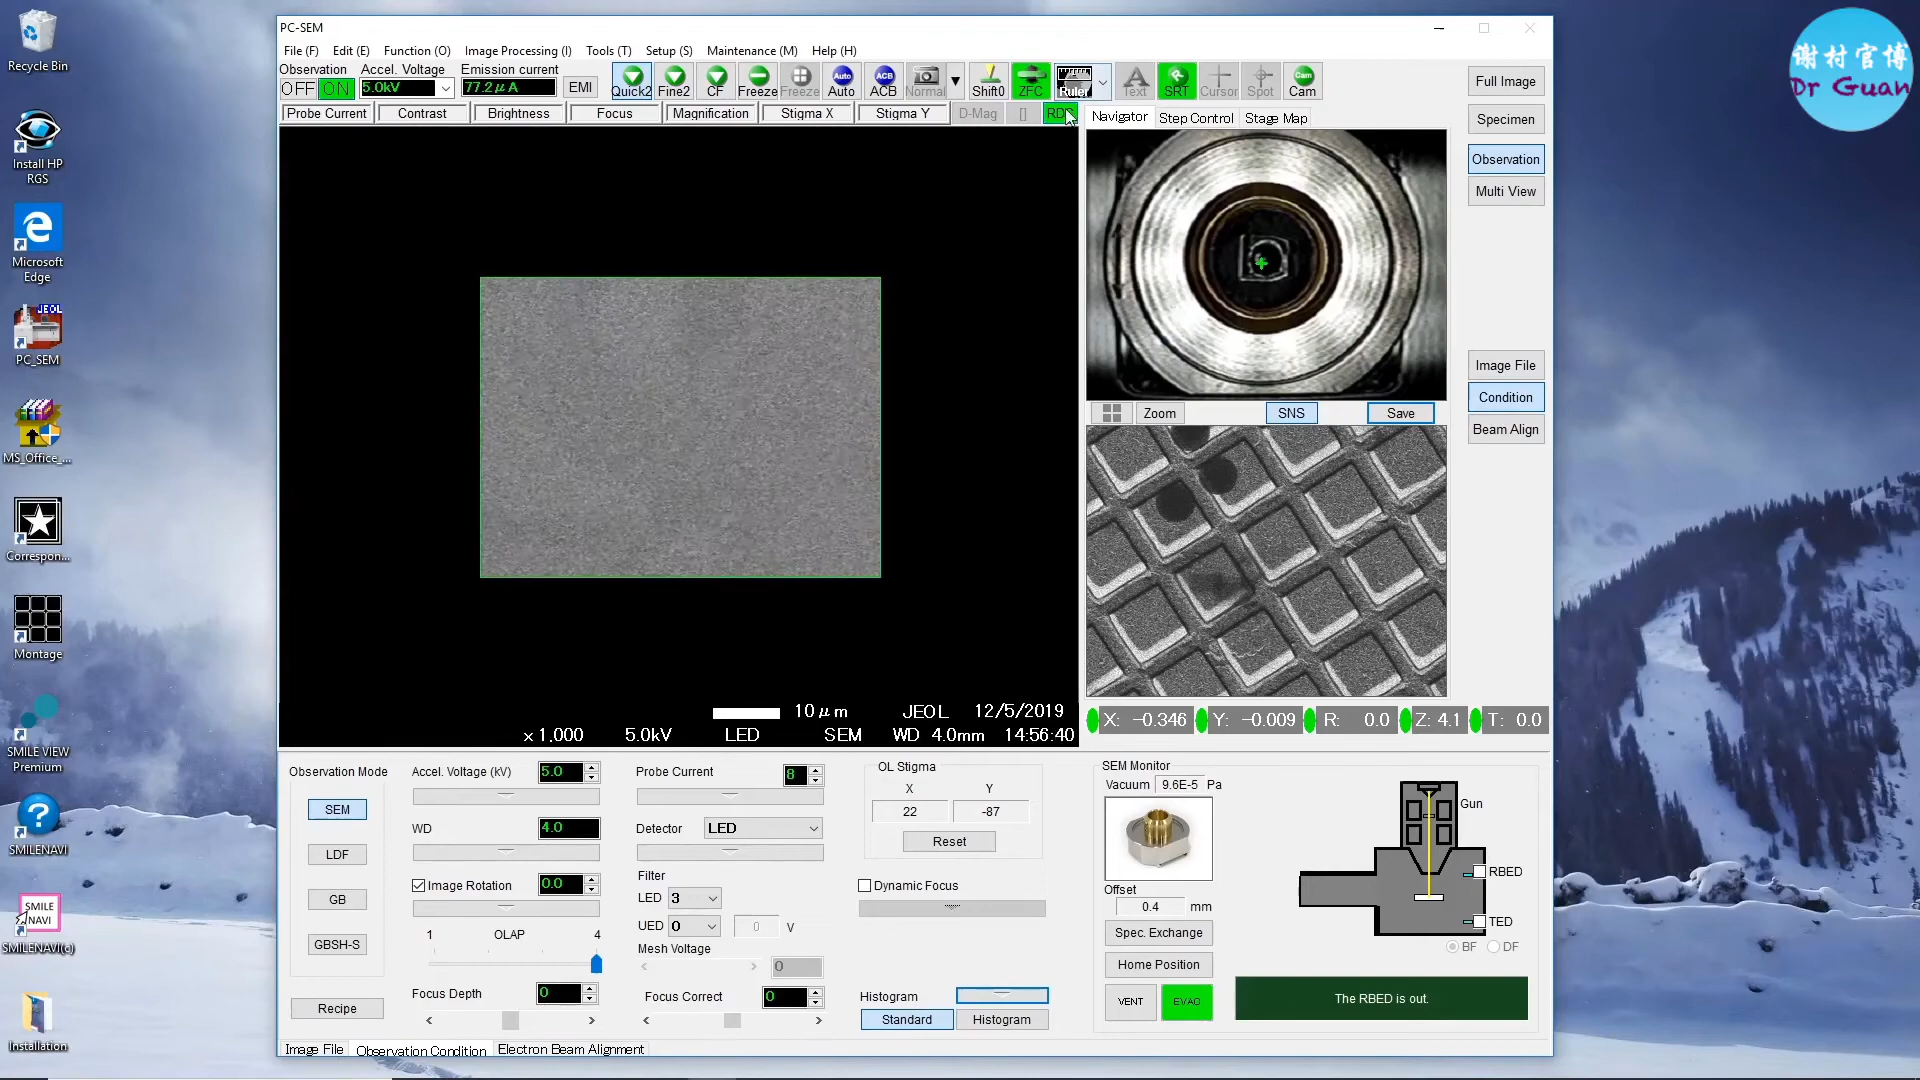 Recycle Bin
Install HP
RGS
Microsoft
Edge
JEOL
PC_SEM
MS_Office_...
Correspon...
Montage
SMILE VIEW
Premium
SMILENAVI
SMILE
NAVI
SMILENAVI(c)
Installation
谢村官博
Dr Guan
PC-SEM
File (F) Edit (E) Function (O) Image Processing (I) Tools (T) Setup (S) Maintenance (M) Help (H)
Observation Accel. Voltage Emission current
OFF ON 5.0kV 77.2μA EMI Quick2 Fine2 CF Freeze Freeze Auto Auto ACB ACB Normal Shift0 ZFC Ruler Text SRT Cursor Spot Cam Cam
Probe Current Contrast Brightness Focus Magnification Stigma X Stigma Y D-Mag []
Navigator Step Control Stage Map
Full Image
Specimen
Observation
Multi View
Image File
Condition
Beam Align
Zoom SNS Save
10μm JEOL 12/5/2019
x 1,000 5.0kV LED SEM WD 4.0mm 14:56:40
X: -0.346 Y: -0.009 R: 0.0 Z: 4.1 T: 0.0
Observation Mode
SEM
LDF
GB
GBSH-S
Recipe
Accel. Voltage (kV) 5.0
WD 4.0
Image Rotation 0.0
1 OLAP 4
Focus Depth 0
Probe Current 8
Detector LED
Filter
LED 3
UED 0 0 V
Mesh Voltage
0
Focus Correct 0
OL Stigma
X Y
22 -87
Reset
Dynamic Focus
Histogram
Standard Histogram
SEM Monitor
Vacuum 9.6E-5 Pa
Offset
0.4 mm
Spec. Exchange
Home Position
VENT EVAC
Gun
RBED
TED
BF DF
The RBED is out.
Image File Observation Condition Electron Beam Alignment